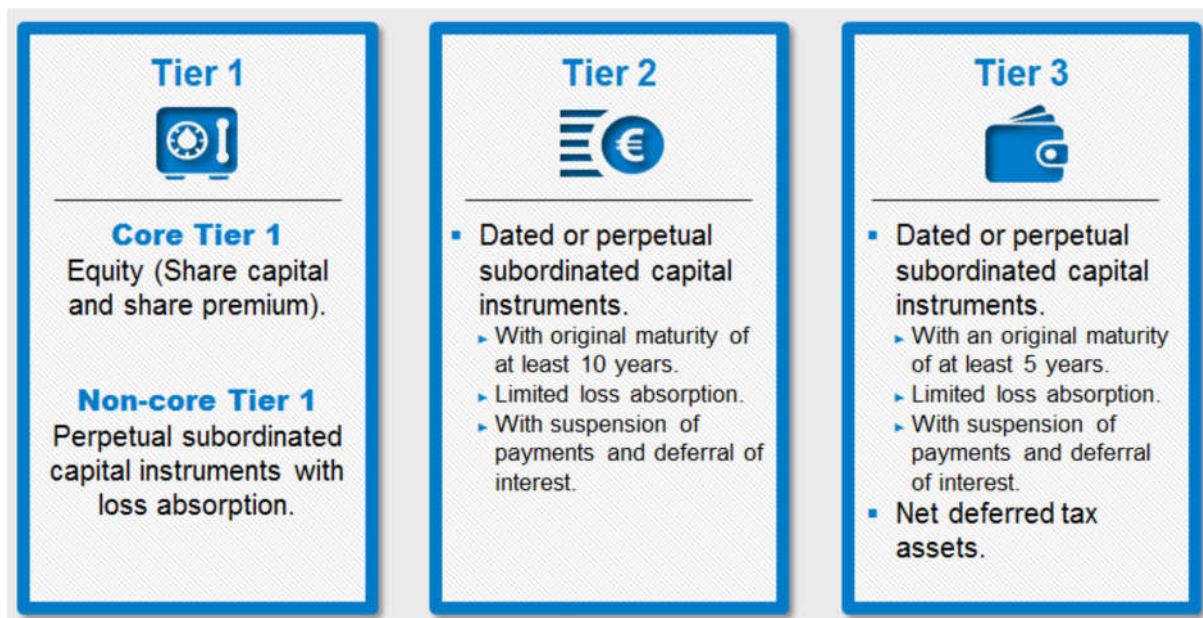 Tier 1
Core Tier 1
Equity (Share capital
and share premium).
Non-core Tier 1
Perpetual subordinated
capital instruments with
loss absorption.
Tier 2
€
▪ Dated or perpetual
subordinated capital
instruments.
▸ With original maturity of
at least 10 years.
▸ Limited loss absorption.
▸ With suspension of
payments and deferral of
interest.
Tier 3
▪ Dated or perpetual
subordinated capital
instruments.
▸ With an original maturity
of at least 5 years.
▸ Limited loss absorption.
▸ With suspension of
payments and deferral
of interest.
▪ Net deferred tax
assets.